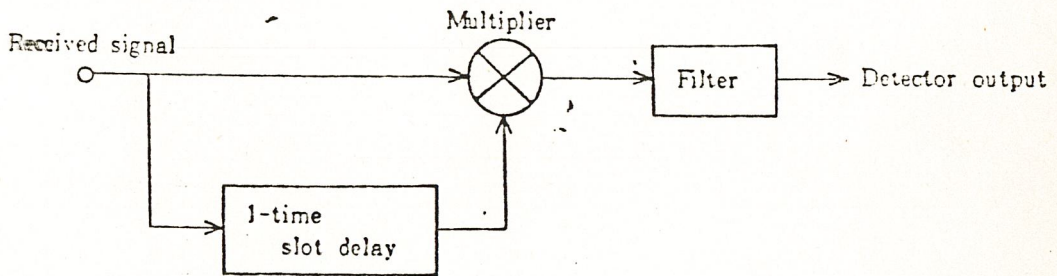 Multiplier
Received signal
Filter
Detector output
1-time
slot delay